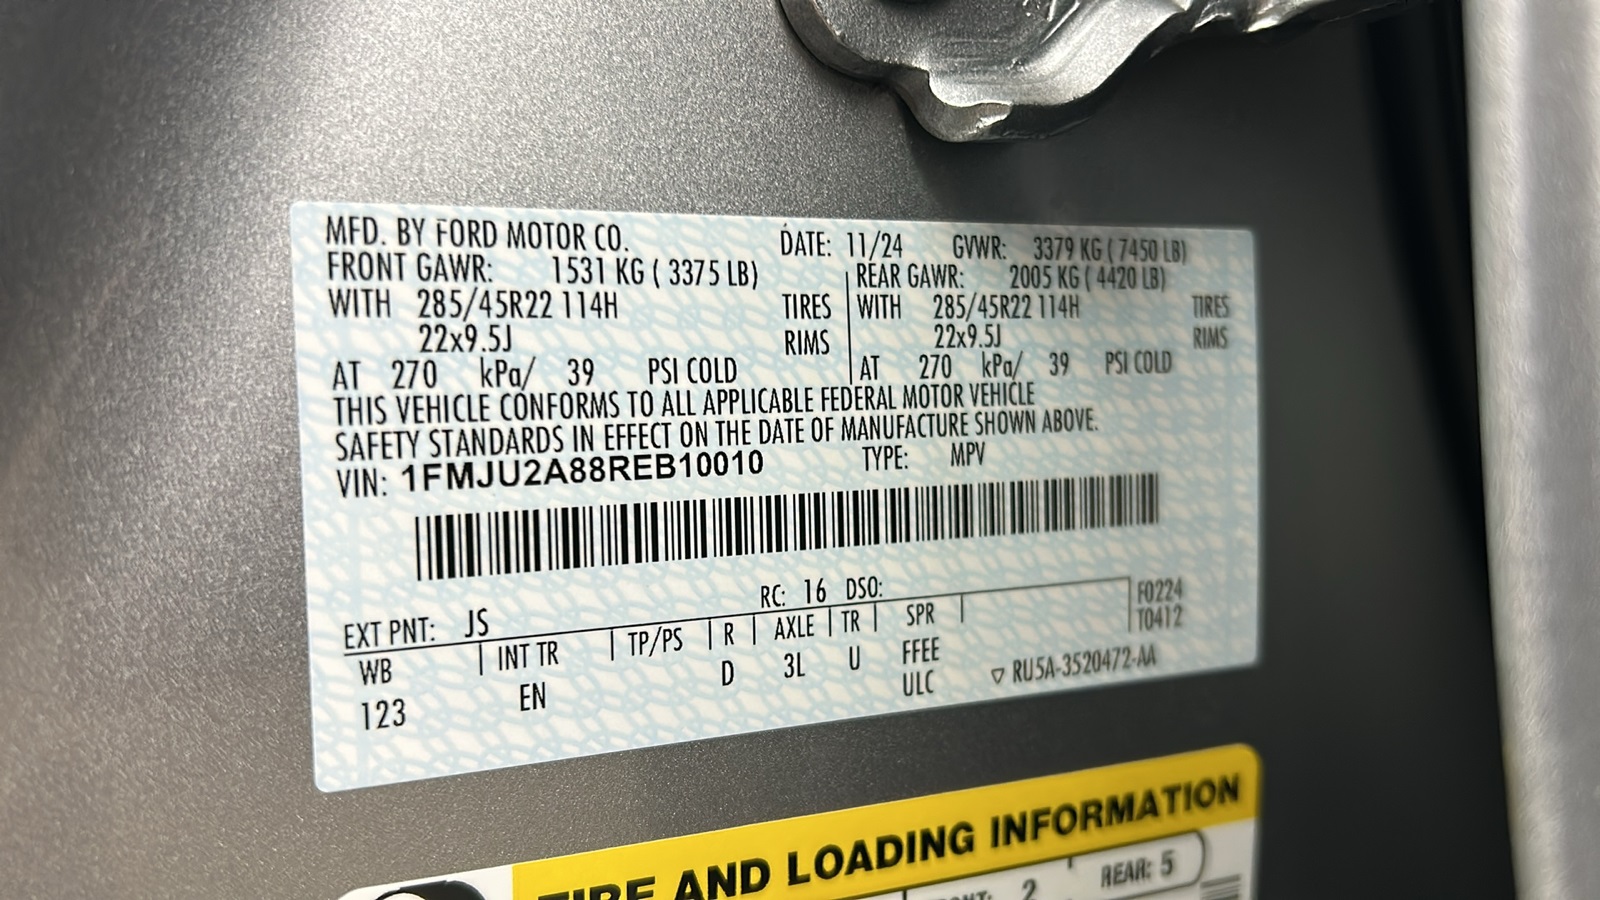 MFD. BY FORD MOTOR CO. DATE: 11/24 GVWR: 3379 KG ( 7450 LB)
FRONT GAWR: 1531 KG ( 3375 LB) REAR GAWR: 2005 KG ( 4420 LB)
WITH 285/45R22 114H TIRES WITH 285/45R22 114H TIRES
22x9.5J RIMS 22x9.5J RIMS
AT 270 kPa/ 39 PSI COLD AT 270 kPa/ 39 PSI COLD
THIS VEHICLE CONFORMS TO ALL APPLICABLE FEDERAL MOTOR VEHICLE
SAFETY STANDARDS IN EFFECT ON THE DATE OF MANUFACTURE SHOWN ABOVE.
VIN: 1FMJU2A88REB10010 TYPE: MPV
EXT PNT: JS RC: 16 DSO: F0224
WB INT TR TP/PS R AXLE TR SPR T0412
123 EN D 3L U FFEE
ULC ▽ RU5A-3520472-AA
TIRE AND LOADING INFORMATION
2 REAR: 5